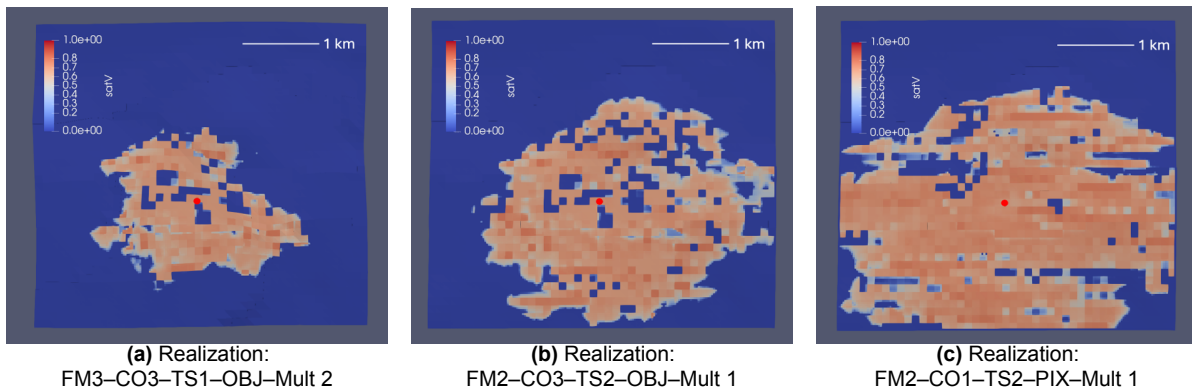 1.0e+00
0.8
0.7
0.6
0.5
0.4
0.3
0.2
0.0e+00
satV
1 km
1.0e+00
0.8
0.7
0.6
0.5
0.4
0.3
0.2
0.0e+00
satV
1 km
1.0e+00
0.8
0.7
0.6
0.5
0.4
0.3
0.2
0.0e+00
satV
1 km
(a) Realization:
FM3–CO3–TS1–OBJ–Mult 2
(b) Realization:
FM2–CO3–TS2–OBJ–Mult 1
(c) Realization:
FM2–CO1–TS2–PIX–Mult 1